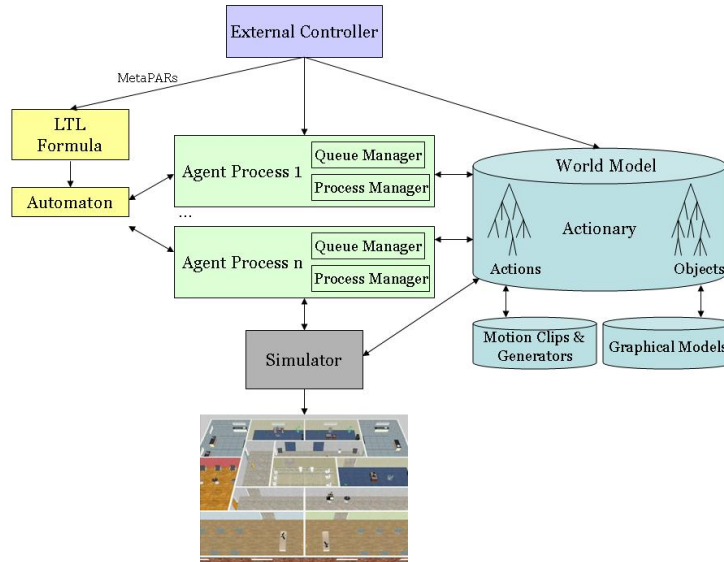 External Controller
MetaPARs
LTL
Formula
Automaton
Agent Process 1
Queue Manager
Process Manager
...
Agent Process n
Queue Manager
Process Manager
World Model
Actionary
Actions
Objects
Motion Clips &
Generators
Graphical Models
Simulator